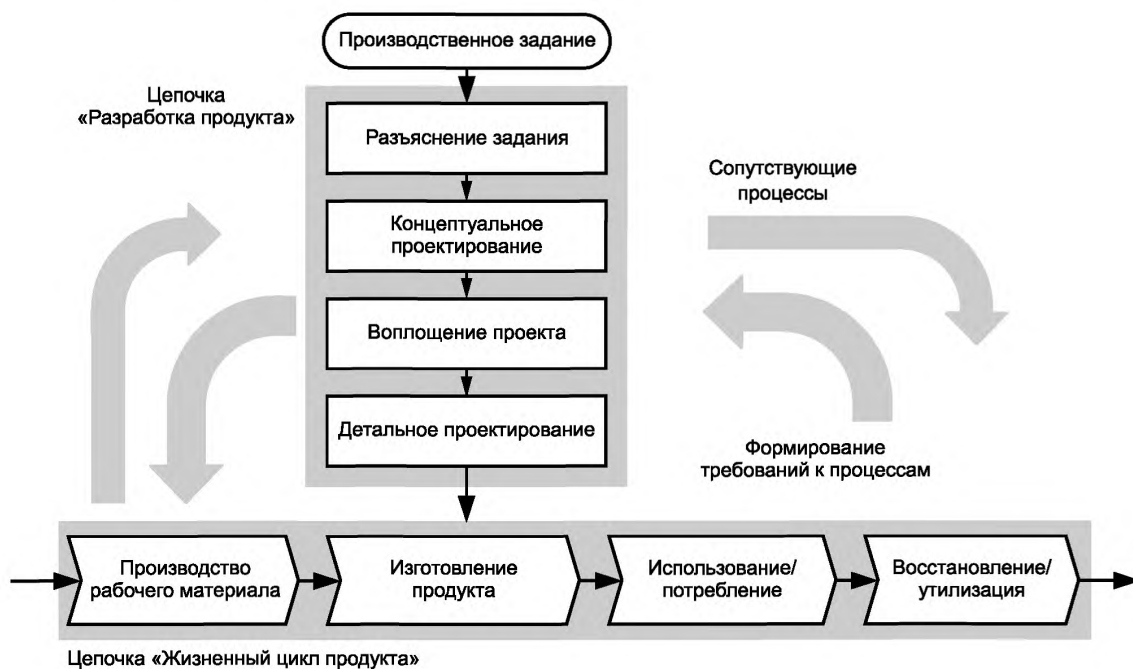 Производственное задание
Цепочка
«Разработка продукта»
Разъяснение задания
Концептуальное
проектирование
Воплощение проекта
Детальное проектирование
Сопутствующие
процессы
Формирование
требований к процессам
Производство
рабочего материала
Изготовление
продукта
Использование/
потребление
Восстановление/
утилизация
Цепочка «Жизненный цикл продукта»